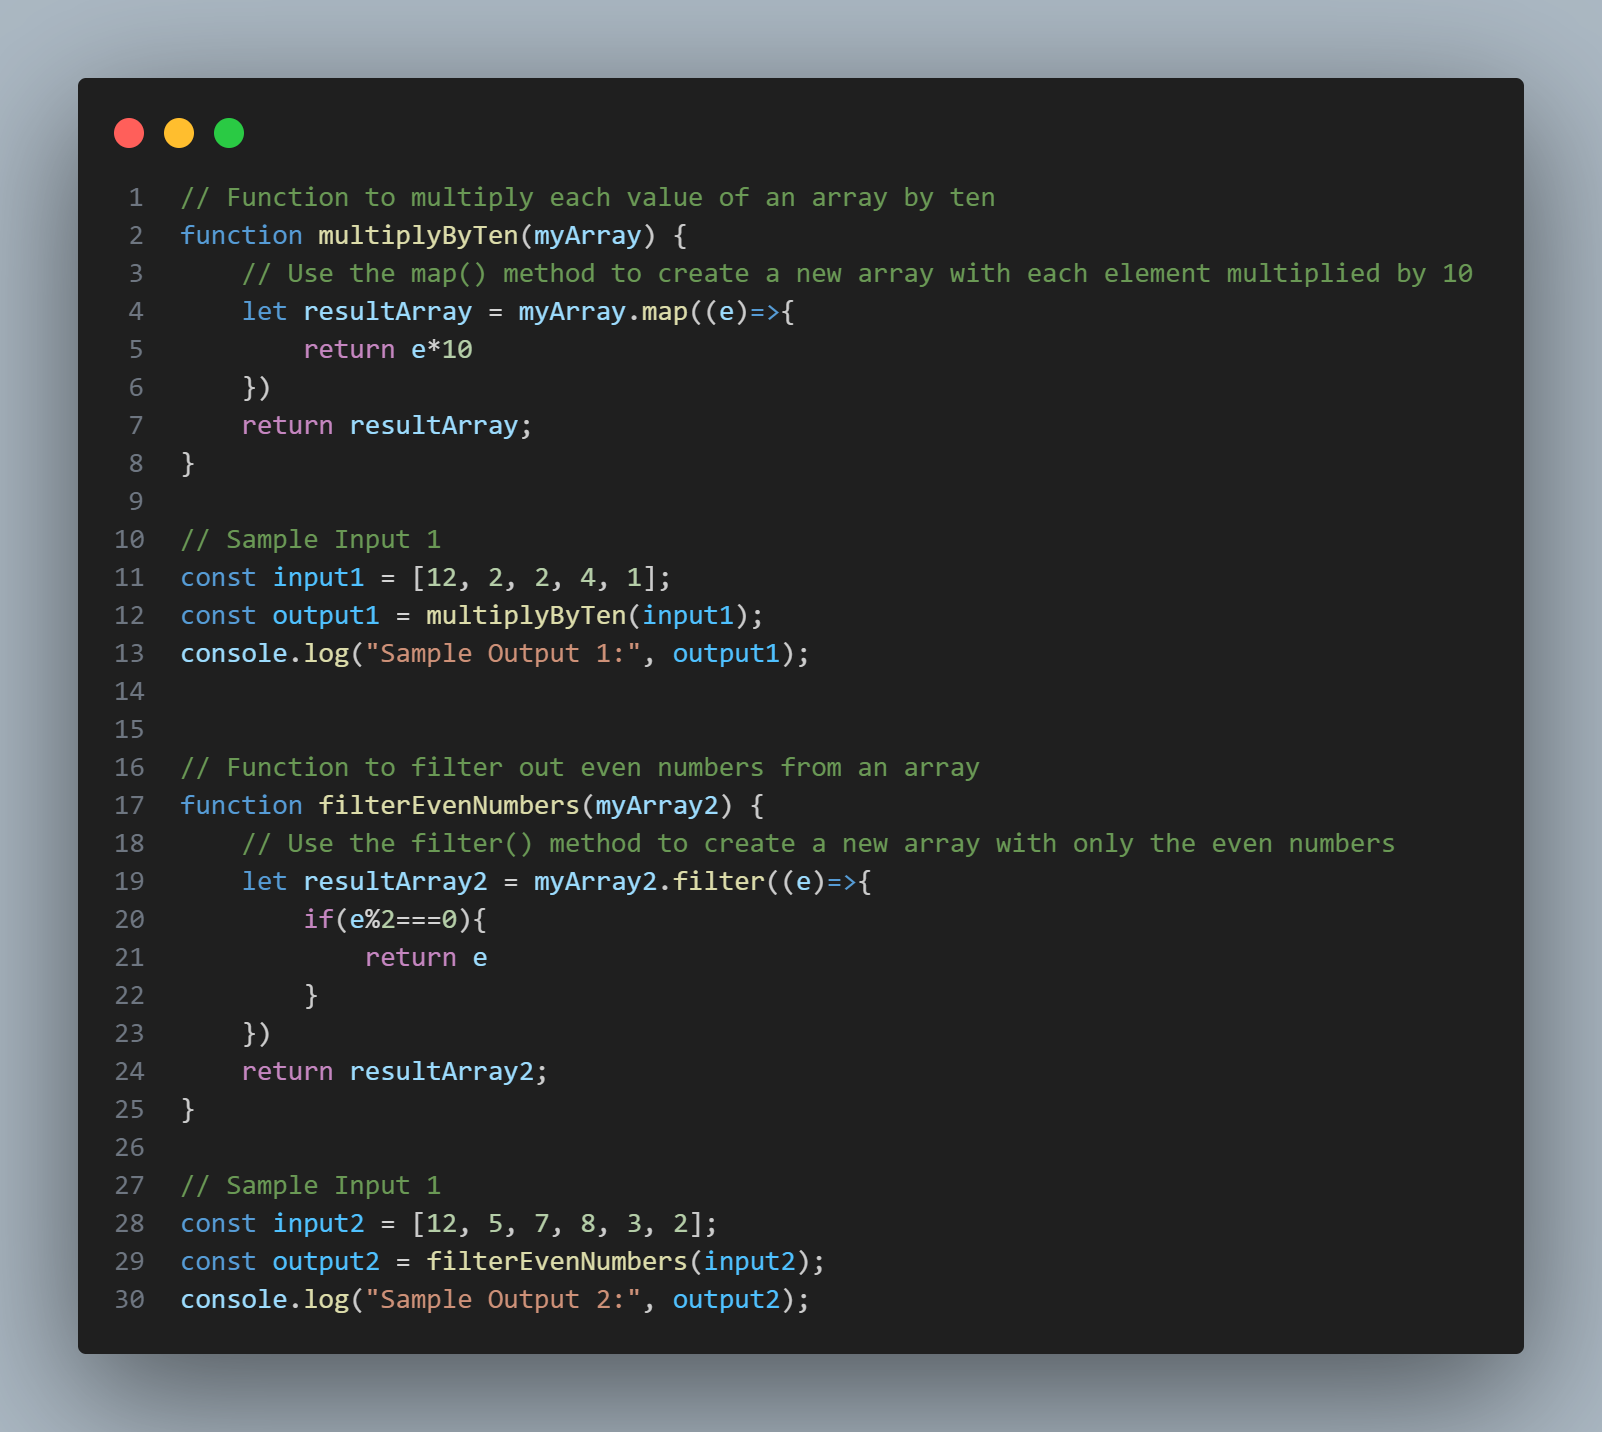 1 // Function to multiply each value of an array by ten
2 function multiplyByTen(myArray) {
3     // Use the map() method to create a new array with each element multiplied by 10
4     let resultArray = myArray.map((e)=>{
5         return e*10
6     })
7     return resultArray;
8 }
9
10 // Sample Input 1
11 const input1 = [12, 2, 2, 4, 1];
12 const output1 = multiplyByTen(input1);
13 console.log("Sample Output 1:", output1);
14
15
16 // Function to filter out even numbers from an array
17 function filterEvenNumbers(myArray2) {
18     // Use the filter() method to create a new array with only the even numbers
19     let resultArray2 = myArray2.filter((e)=>{
20         if(e%2===0){
21             return e
22         }
23     })
24     return resultArray2;
25 }
26
27 // Sample Input 1
28 const input2 = [12, 5, 7, 8, 3, 2];
29 const output2 = filterEvenNumbers(input2);
30 console.log("Sample Output 2:", output2);